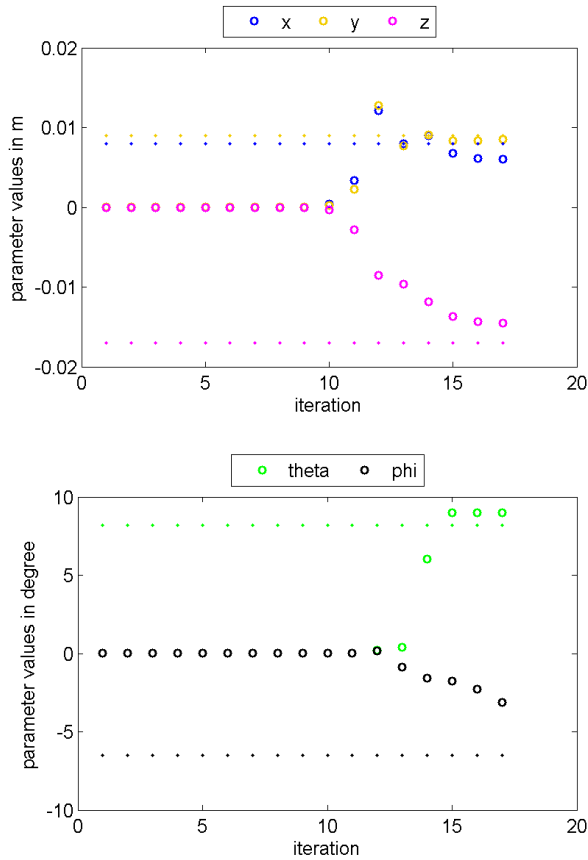 x y z
0.02
0.01
0
-0.01
-0.02
parameter values in m
0 5 10 15 20
iteration
theta phi
10
5
0
-5
-10
parameter values in degree
0 5 10 15 20
iteration